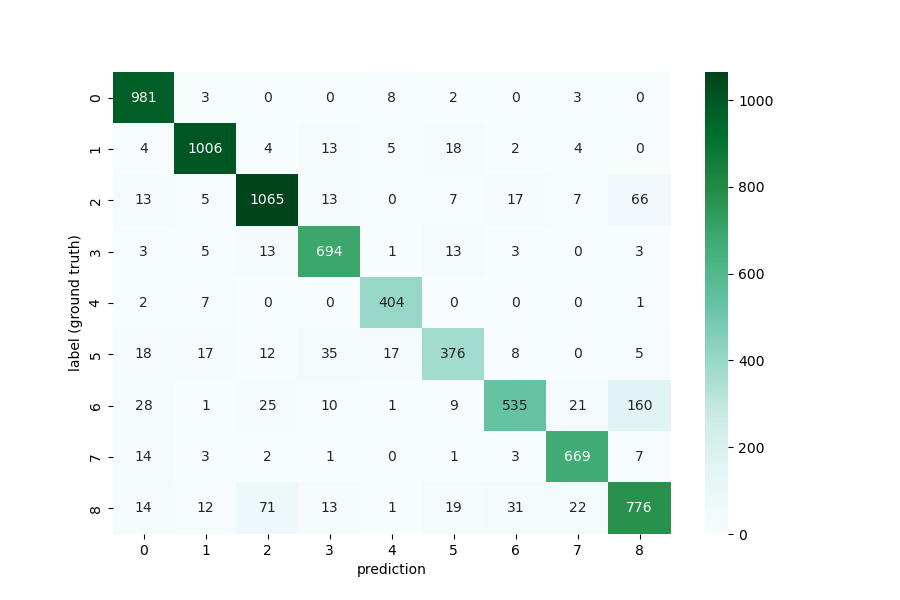 0 981 3 0 0 8 2 0 3 0
1 4 1006 4 13 5 18 2 4 0
2 13 5 1065 13 0 7 17 7 66
3 3 5 13 694 1 13 3 0 3
4 2 7 0 0 404 0 0 0 1
5 18 17 12 35 17 376 8 0 5
6 28 1 25 10 1 9 535 21 160
7 14 3 2 1 0 1 3 669 7
8 14 12 71 13 1 19 31 22 776
0 1 2 3 4 5 6 7 8
prediction
label (ground truth)
1000
800
600
400
200
0